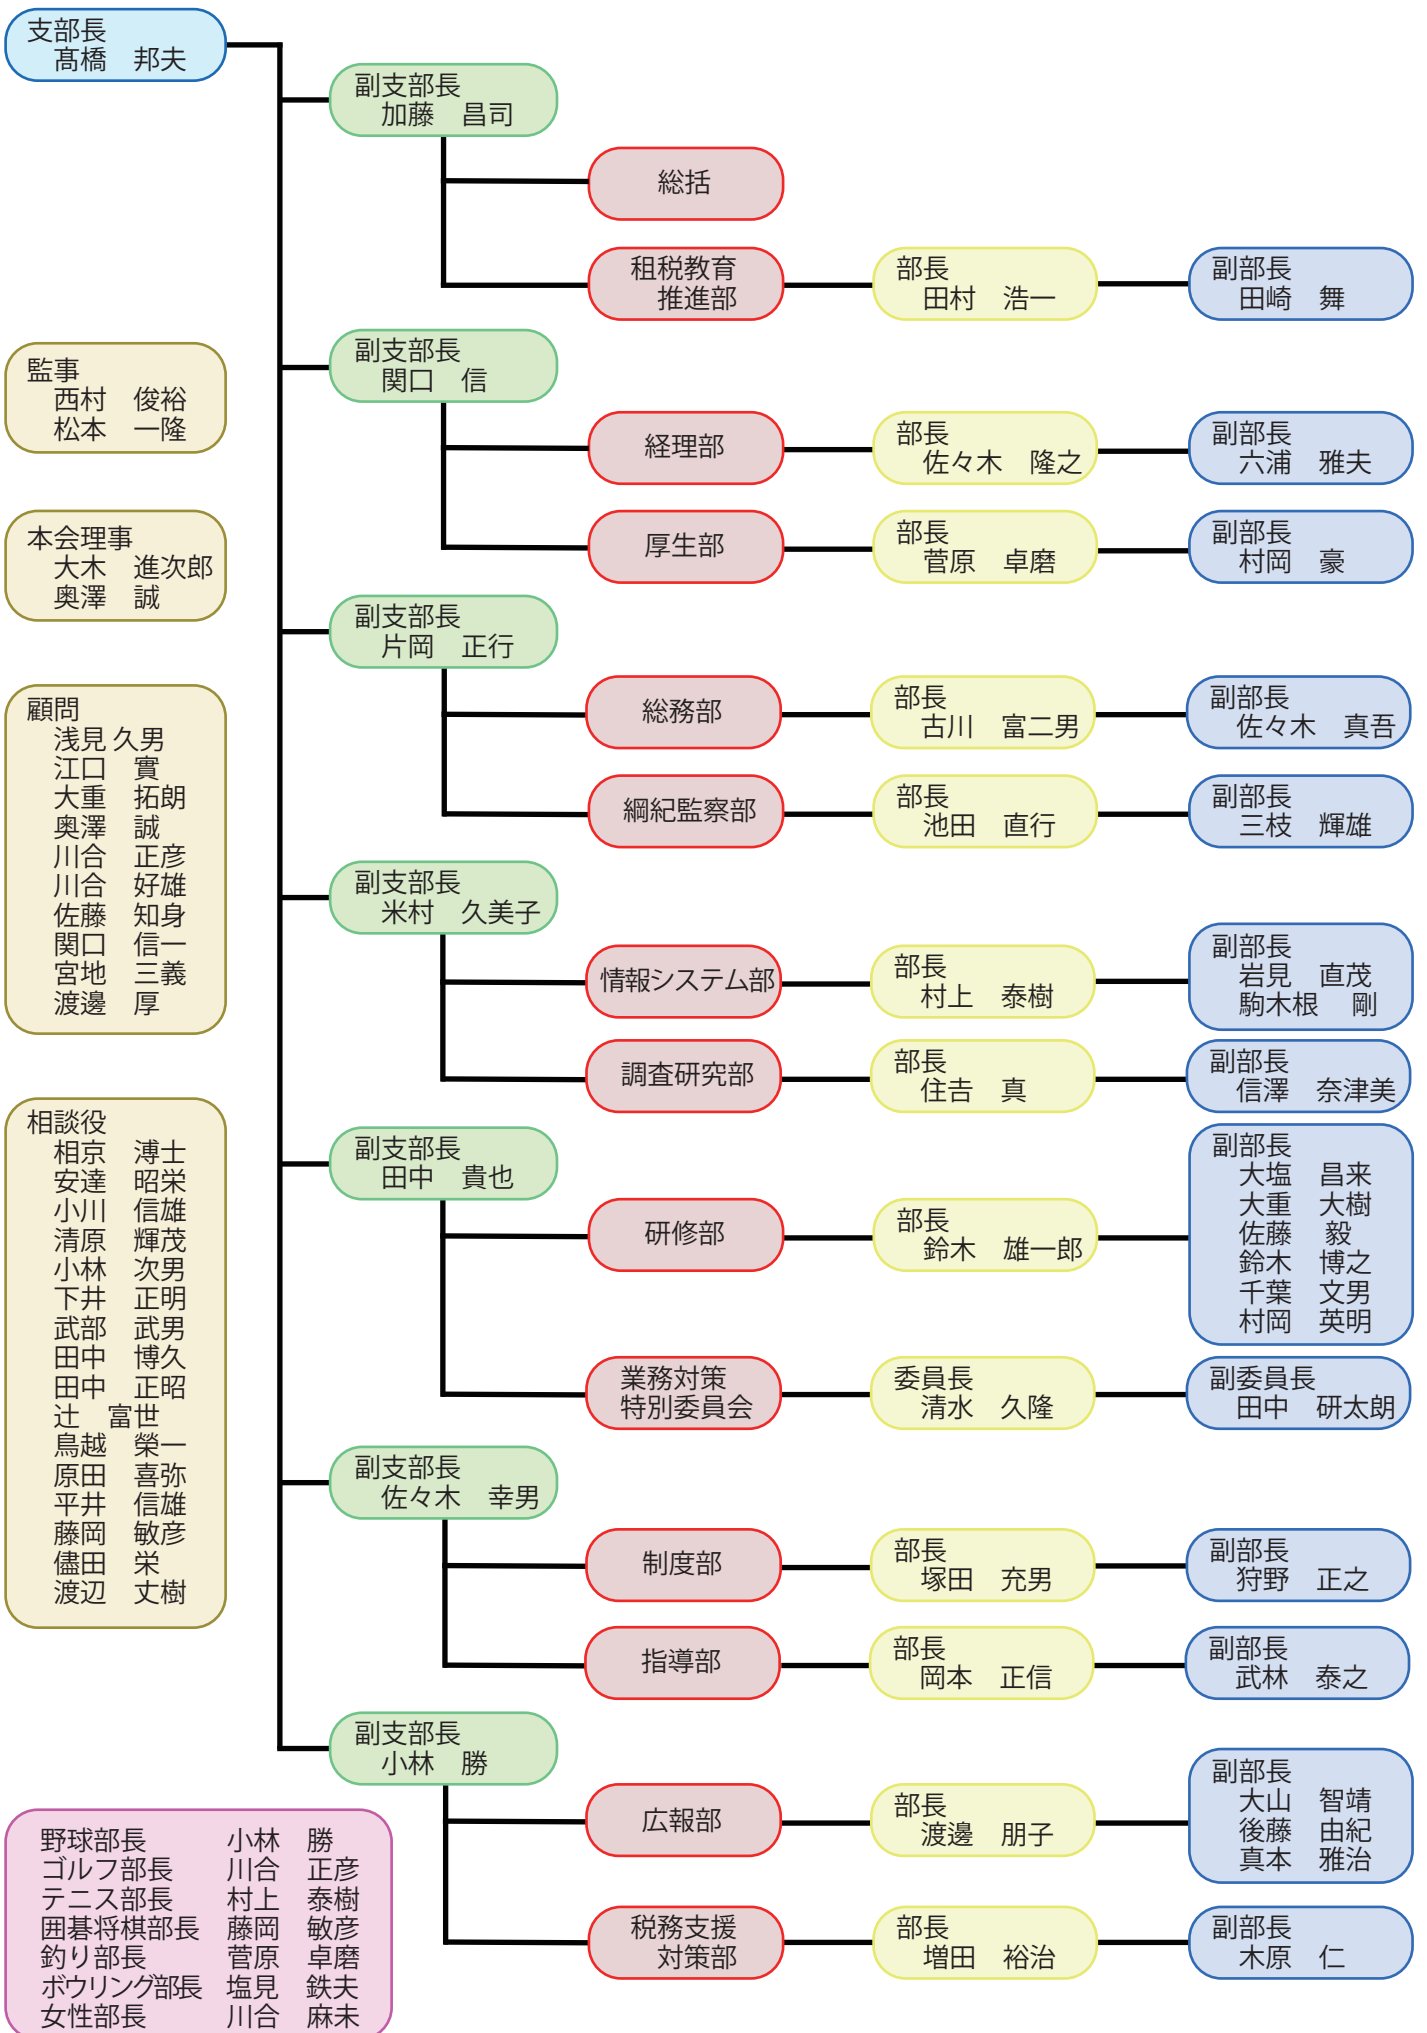 支部長
髙橋　邦夫
副支部長
加藤　昌司
総括
租税教育
推進部
部長
田村　浩一
副部長
田崎　舞
副支部長
関口　信
経理部
部長
佐々木　隆之
副部長
六浦　雅夫
厚生部
部長
菅原　卓磨
副部長
村岡　豪
副支部長
片岡　正行
総務部
部長
古川　富二男
副部長
佐々木　真吾
綱紀監察部
部長
池田　直行
副部長
三枝　輝雄
副支部長
米村　久美子
情報システム部
部長
村上　泰樹
副部長
岩見　直茂
駒木根　剛
調査研究部
部長
住吉　真
副部長
信澤　奈津美
副支部長
田中　貴也
研修部
部長
鈴木　雄一郎
副部長
大塩　昌来
大重　大樹
佐藤　毅
鈴木　博之
千葉　文男
村岡　英明
業務対策
特別委員会
委員長
清水　久隆
副委員長
田中　研太朗
副支部長
佐々木　幸男
制度部
部長
塚田　充男
副部長
狩野　正之
指導部
部長
岡本　正信
副部長
武林　泰之
副支部長
小林　勝
広報部
部長
渡邊　朋子
副部長
大山　智靖
後藤　由紀
真本　雅治
税務支援
対策部
部長
増田　裕治
副部長
木原　仁
監事
西村　俊裕
松本　一隆
本会理事
大木　進次郎
奥澤　誠
顧問
浅見 久男
江口　實
大重　拓朗
奥澤　誠
川合　正彦
川合　好雄
佐藤　知身
関口　信一
宮地　三義
渡邊　厚
相談役
相京　溥士
安達　昭栄
小川　信雄
清原　輝茂
小林　次男
下井　正明
武部　武男
田中　博久
田中　正昭
辻　富世
鳥越　榮一
原田　喜弥
平井　信雄
藤岡　敏彦
儘田　栄
渡辺　丈樹
野球部長　小林　勝
ゴルフ部長　川合　正彦
テニス部長　村上　泰樹
囲碁将棋部長　藤岡　敏彦
釣り部長　菅原　卓磨
ボウリング部長　塩見　鉄夫
女性部長　川合　麻未